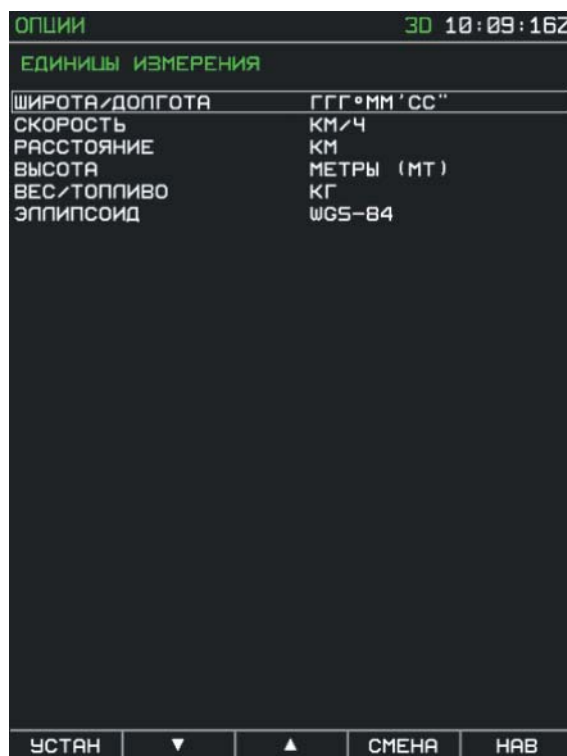 ОПЦИИ 3D 10:09:16Z
ЕДИНИЦЫ ИЗМЕРЕНИЯ
ШИРОТА/ДОЛГОТА ГГГ°ММ'СС"
СКОРОСТЬ КМ/Ч
РАССТОЯНИЕ КМ
ВЫСОТА МЕТРЫ (МТ)
ВЕС/ТОПЛИВО КГ
ЭЛЛИПСОИД WGS-84
УСТАН ▼ ▲ СМЕНА НАВ